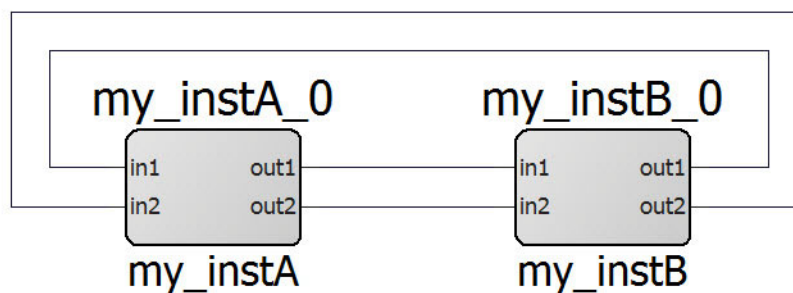 my_instA_0 my_instB_0
in1 out1 in1 out1
in2 out2 in2 out2
my_instA my_instB